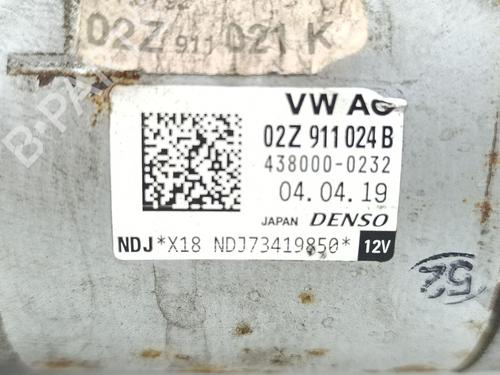 02Z 911 021 K
VW AG
02Z 911 024 B
438000-0232
04.04.19
JAPAN DENSO
NDJ*X18 NDJ73419850* 12V
52